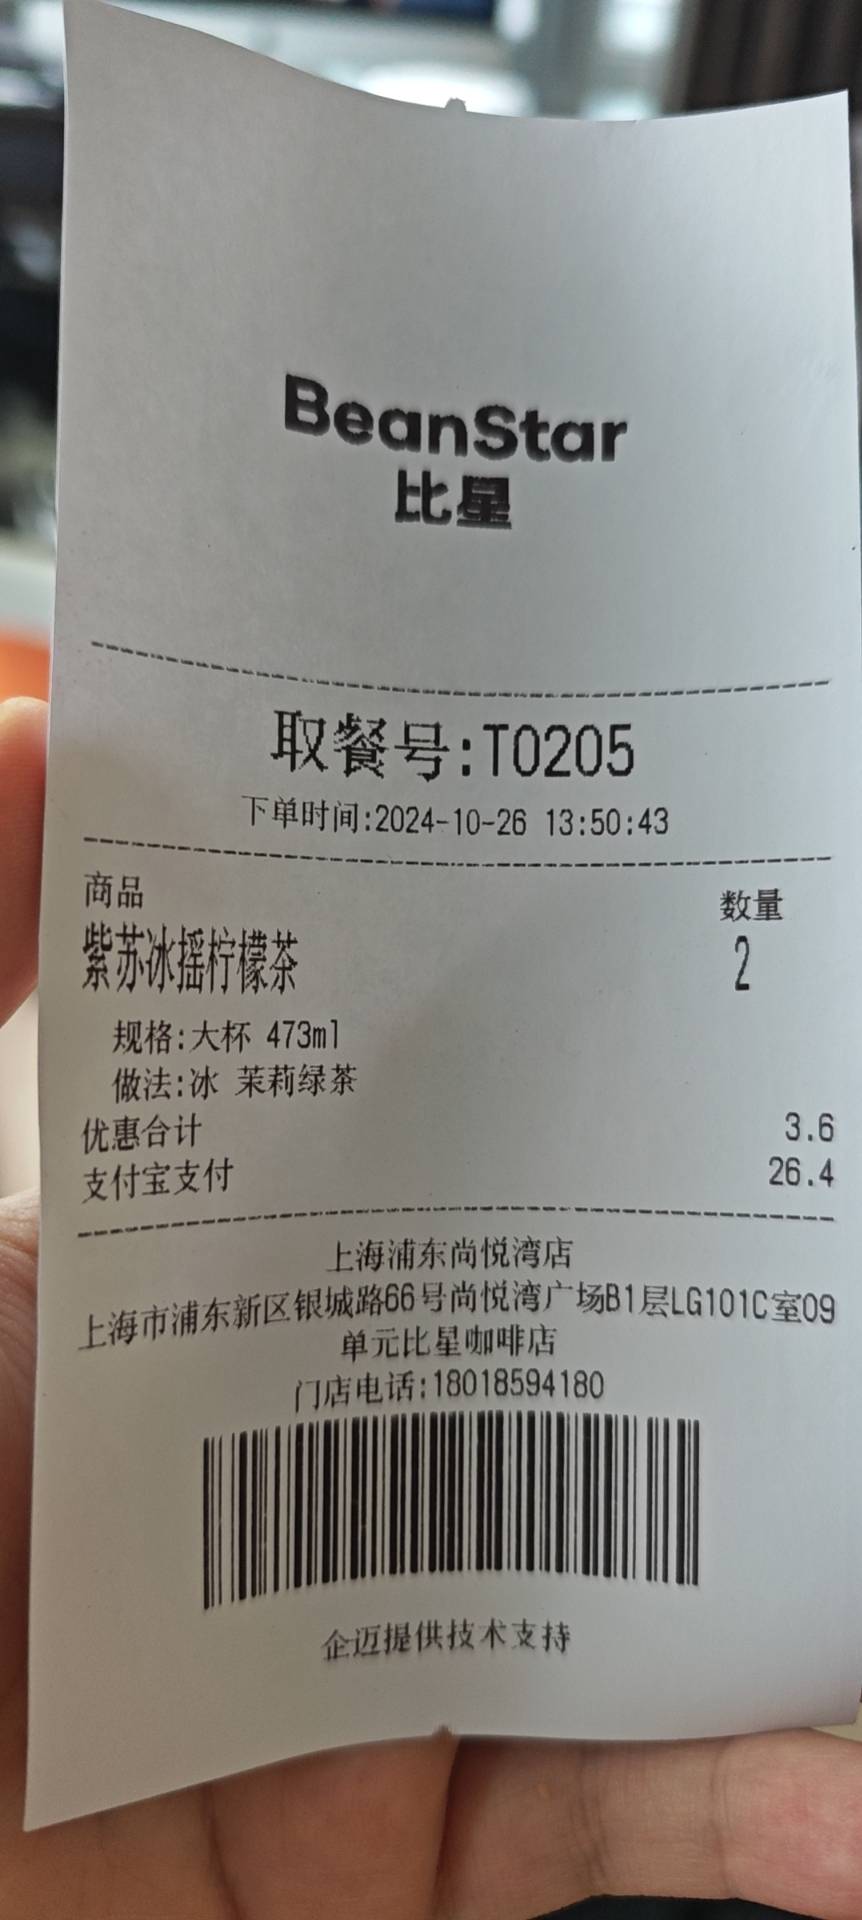 BeanStar
比星
取餐号:T0205
下单时间:2024-10-26 13:50:43
商品 数量
紫苏冰摇柠檬茶 2
规格:大杯 473ml
做法:冰 茉莉绿茶
优惠合计 3.6
支付宝支付 26.4
上海浦东尚悦湾店
上海市浦东新区银城路66号尚悦湾广场B1层LG101C室09
单元比星咖啡店
门店电话:18018594180
企迈提供技术支持